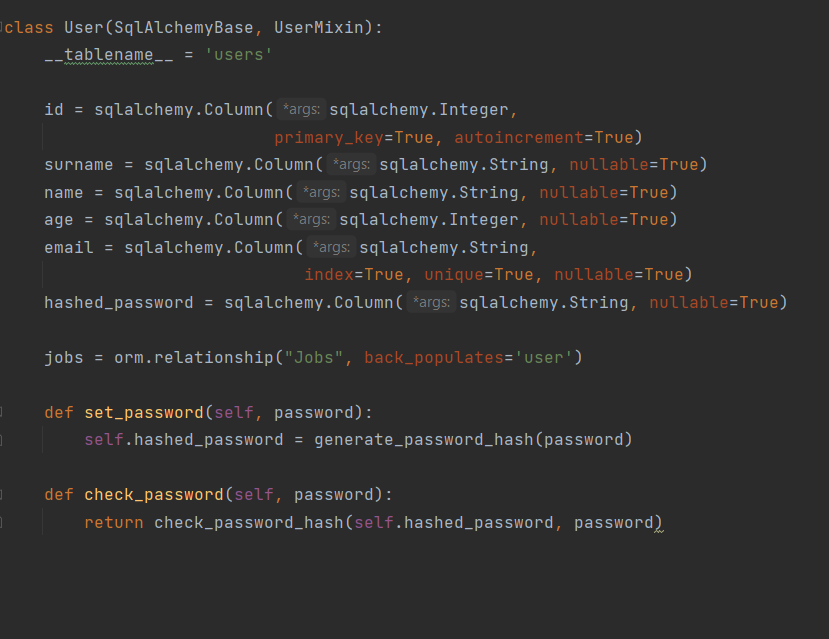 class User(SqlAlchemyBase, UserMixin):
    __tablename__ = 'users'
    id = sqlalchemy.Column( *args: sqlalchemy.Integer,
                           primary_key=True, autoincrement=True)
    surname = sqlalchemy.Column( *args: sqlalchemy.String, nullable=True)
    name = sqlalchemy.Column( *args: sqlalchemy.String, nullable=True)
    age = sqlalchemy.Column( *args: sqlalchemy.Integer, nullable=True)
    email = sqlalchemy.Column( *args: sqlalchemy.String,
                              index=True, unique=True, nullable=True)
    hashed_password = sqlalchemy.Column( *args: sqlalchemy.String, nullable=True)
    jobs = orm.relationship("Jobs", back_populates='user')
    def set_password(self, password):
        self.hashed_password = generate_password_hash(password)
    def check_password(self, password):
        return check_password_hash(self.hashed_password, password)